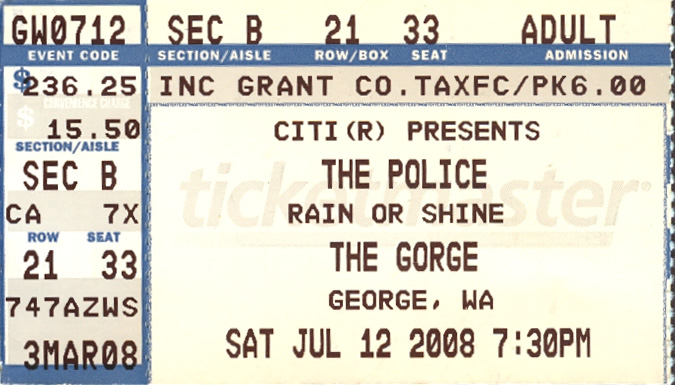 GW0712 SEC B 21 33 ADULT
EVENT CODE SECTION/AISLE ROW/BOX SEAT ADMISSION
$236.25 INC GRANT CO.TAXFC/PK6.00
CONVENIENCE CHARGE
$ 15.50
SECTION/AISLE
SEC B
CA 7X
ROW SEAT
21 33
747AZWS
3MAR08
CITI(R) PRESENTS
THE POLICE
ticketmaster
RAIN OR SHINE
THE GORGE
GEORGE, WA
SAT JUL 12 2008 7:30PM